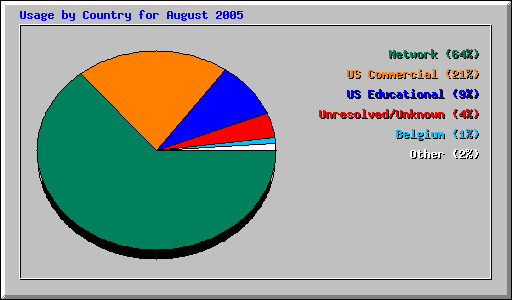 Usage by Country for August 2005
Network (64%)
US Commercial (21%)
US Educational (9%)
Unresolved/Unknown (4%)
Belgium (1%)
Other (2%)